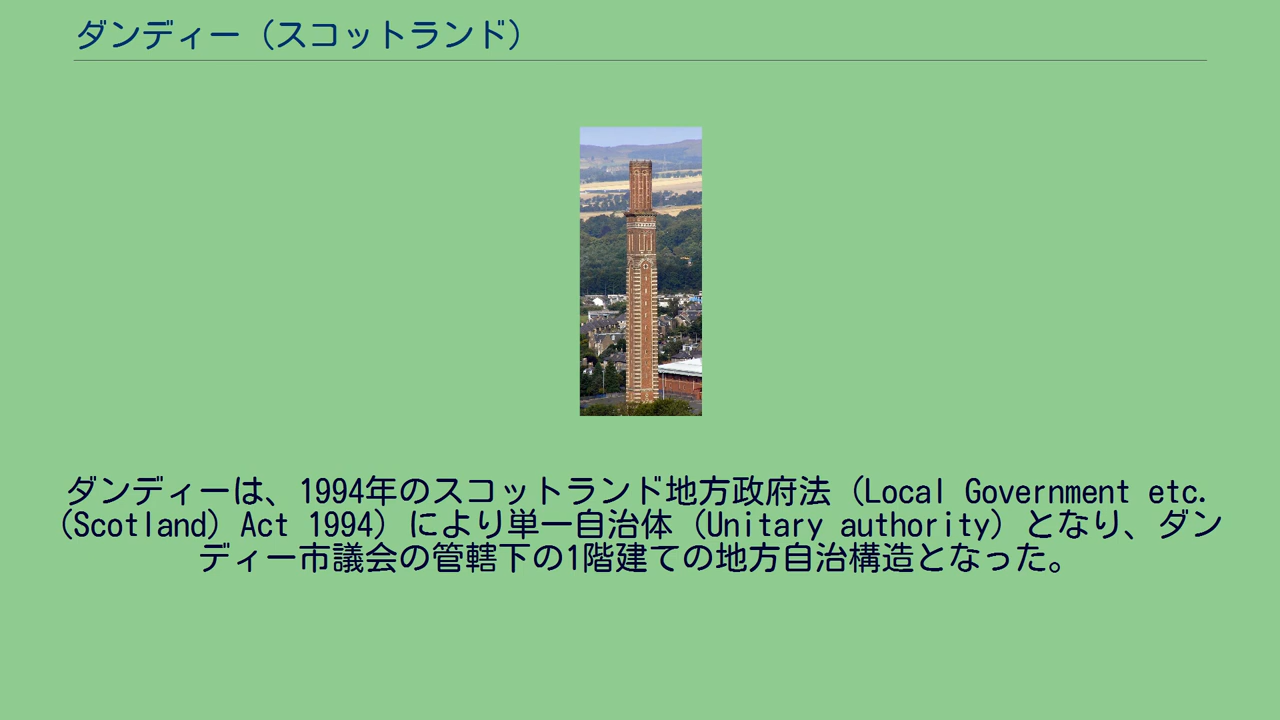 ダンディー（スコットランド）
ダンディーは、1994年のスコットランド地方政府法（Local Government etc.
（Scotland）Act 1994）により単一自治体（Unitary authority）となり、ダン
ディー市議会の管轄下の1階建ての地方自治構造となった。